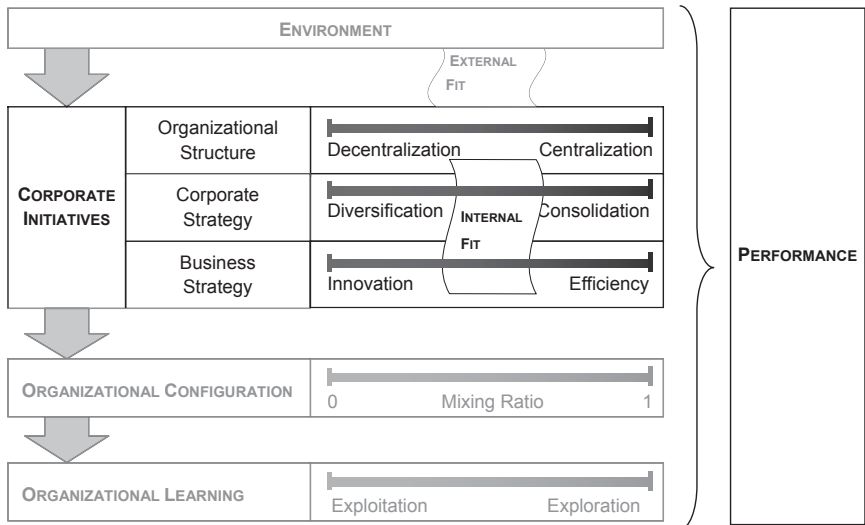 ENVIRONMENT
EXTERNAL
FIT
CORPORATE
INITIATIVES
Organizational
Structure
Decentralization Centralization
Corporate
Strategy
Diversification Consolidation
INTERNAL
FIT
Business
Strategy
Innovation Efficiency
PERFORMANCE
ORGANIZATIONAL CONFIGURATION
0 Mixing Ratio 1
ORGANIZATIONAL LEARNING
Exploitation Exploration